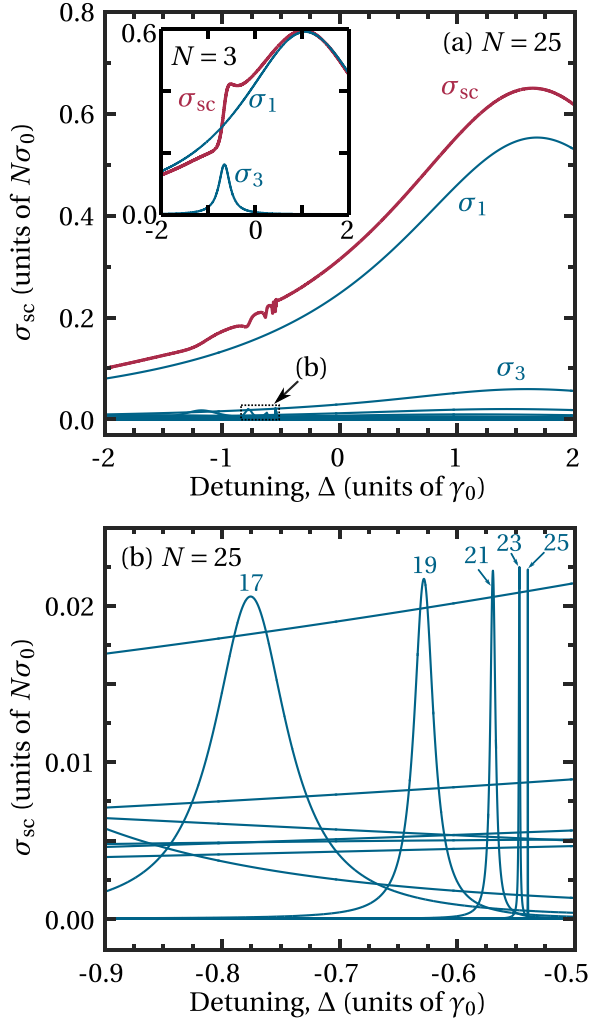 (a) N = 25
N = 3
σsc
σ1
σ3
0.6
0.0
-2
0
2
σsc
σ1
σ3
(b)
0.8
0.6
0.4
0.2
0.0
-2
-1
0
1
2
σsc (units of Nσ0)
Detuning, Δ (units of γ0)
(b) N = 25
17
19
21
23
25
0.02
0.01
0.00
-0.9
-0.8
-0.7
-0.6
-0.5
σsc (units of Nσ0)
Detuning, Δ (units of γ0)